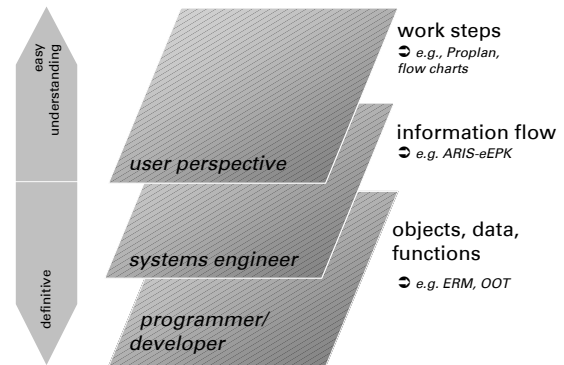 easy
understanding
definitive
user perspective
work steps
➲ e.g., Proplan,
flow charts
systems engineer
information flow
➲ e.g. ARIS-eEPK
programmer/
developer
objects, data,
functions
➲ e.g. ERM, OOT